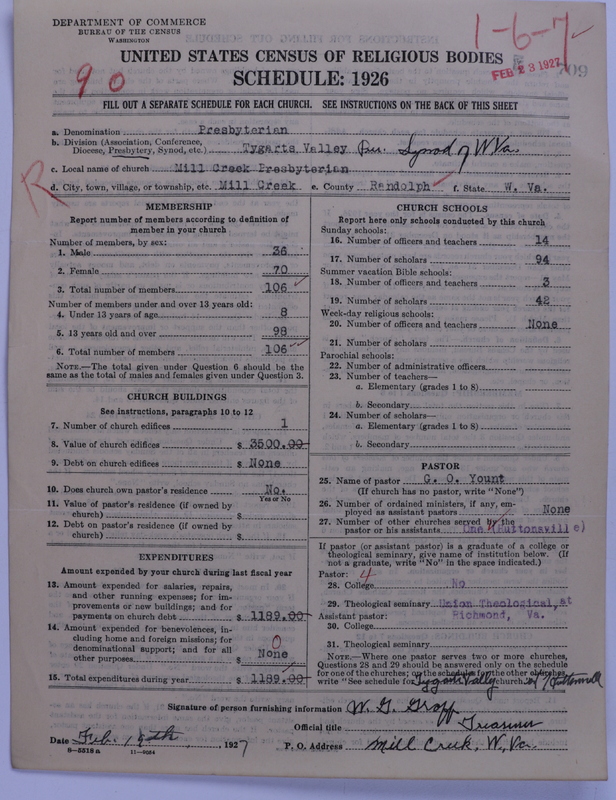 DEPARTMENT OF COMMERCE
BUREAU OF THE CENSUS
WASHINGTON
1-6-7
FEB 23 1927
709
90
UNITED STATES CENSUS OF RELIGIOUS BODIES
SCHEDULE: 1926
FILL OUT A SEPARATE SCHEDULE FOR EACH CHURCH. SEE INSTRUCTIONS ON THE BACK OF THIS SHEET
a. Denomination Presbyterian
b. Division (Association, Conference, Diocese, Presbytery, Synod, etc.) Tygarts Valley Synod of W Va.
c. Local name of church Mill Creek Presbyterian
R
d. City, town, village, or township, etc. Mill Creek e. County Randolph f. State W. Va.
MEMBERSHIP
Report number of members according to definition of member in your church
Number of members, by sex:
1. Male 36
2. Female 70
3. Total number of members 106
Number of members under and over 13 years old:
4. Under 13 years of age 8
5. 13 years old and over 98
6. Total number of members 106
NOTE.—The total given under Question 6 should be the same as the total of males and females given under Question 3.
CHURCH BUILDINGS
See instructions, paragraphs 10 to 12
7. Number of church edifices 1
8. Value of church edifices $ 3500.00
9. Debt on church edifices $ None
10. Does church own pastor's residence No.
Yes or No
11. Value of pastor's residence (if owned by church) $
12. Debt on pastor's residence (if owned by church) $
EXPENDITURES
Amount expended by your church during last fiscal year
13. Amount expended for salaries, repairs, and other running expenses; for improvements or new buildings; and for payments on church debt $ 1189.00
14. Amount expended for benevolences, including home and foreign missions; for denominational support; and for all other purposes $ None
0
15. Total expenditures during year $ 1189.00
CHURCH SCHOOLS
Report here only schools conducted by this church
Sunday schools:
16. Number of officers and teachers 14
17. Number of scholars 94
Summer vacation Bible schools:
18. Number of officers and teachers 3
19. Number of scholars 42
Week-day religious schools:
20. Number of officers and teachers None
21. Number of scholars
Parochial schools:
22. Number of administrative officers
23. Number of teachers—
a. Elementary (grades 1 to 8)
b. Secondary
24. Number of scholars—
a. Elementary (grades 1 to 8)
b. Secondary
PASTOR
25. Name of pastor G. O. Yount
(If church has no pastor, write "None")
26. Number of ordained ministers, if any, employed as assistant pastors None
27. Number of other churches served by the pastor or his assistants One (Huttonsville)
If pastor (or assistant pastor) is a graduate of a college or theological seminary, give name of institution below. (If not a graduate, write "No" in the space indicated.)
Pastor: 4
28. College No
29. Theological seminary Union Theological, at
Assistant pastor: Richmond, Va.
30. College
31. Theological seminary
NOTE.—Where one pastor serves two or more churches, Questions 28 and 29 should be answered only on the schedule for one of the churches; on the schedule for the other churches write "See schedule for Tygarts Valley church at Huttonsville
Signature of person furnishing information W. G. Gropp
Official title Treasurer
Date Feb. 1927
P. O. Address Mill Creek, W, Va.
8-5518 a 11-9054